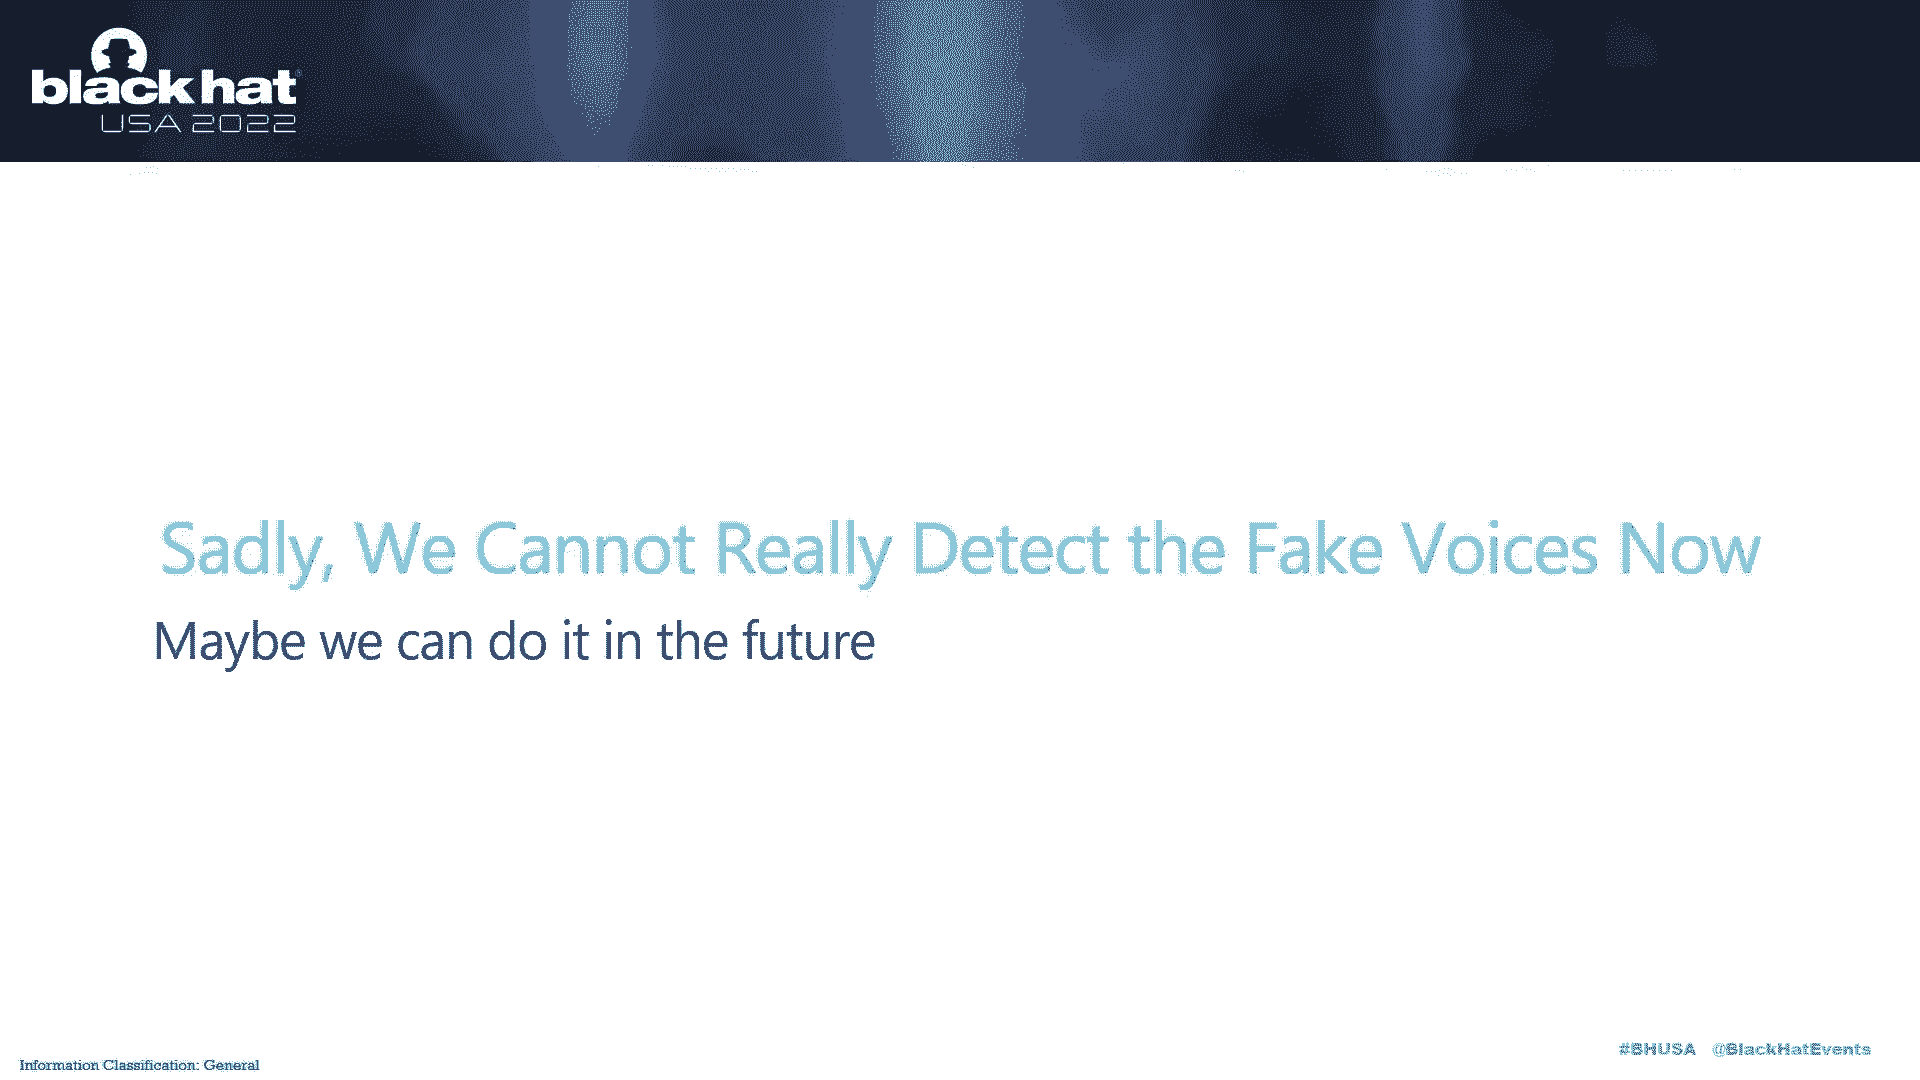 black hat
USA 2022
Sadly, We Cannot Really Detect the Fake Voices Now
Maybe we can do it in the future
#BHUSA @BlackHatEvents
Information Classification: General